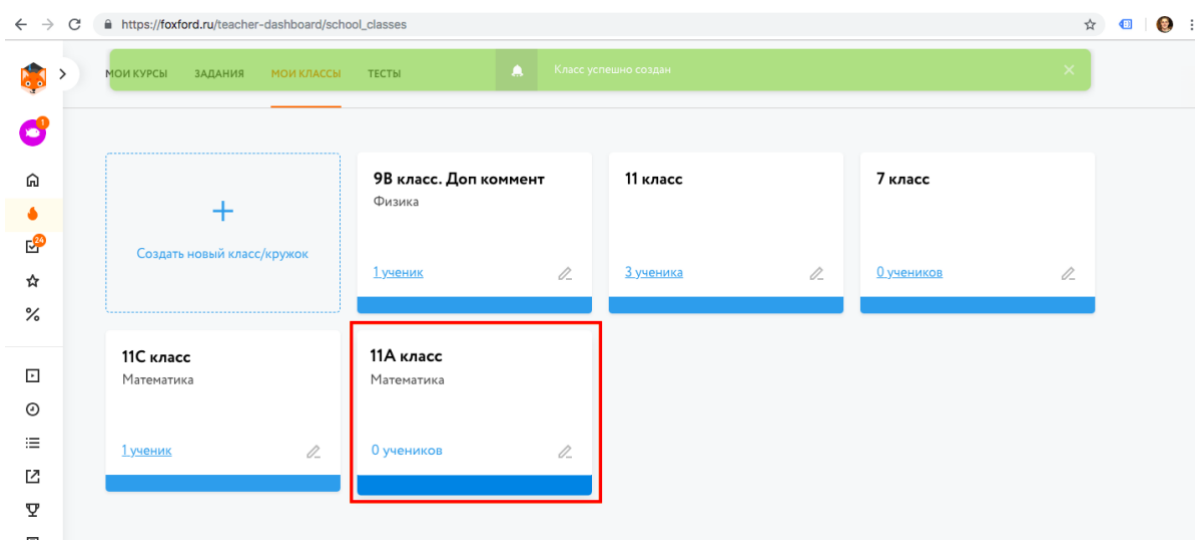 https://foxford.ru/teacher-dashboard/school_classes
МОИ КУРСЫ ЗАДАНИЯ МОИ КЛАССЫ ТЕСТЫ
Класс успешно создан
1
24
Создать новый класс/кружок
9В класс. Доп коммент
Физика
1 ученик
11 класс
3 ученика
7 класс
0 учеников
11С класс
Математика
1 ученик
11А класс
Математика
0 учеников